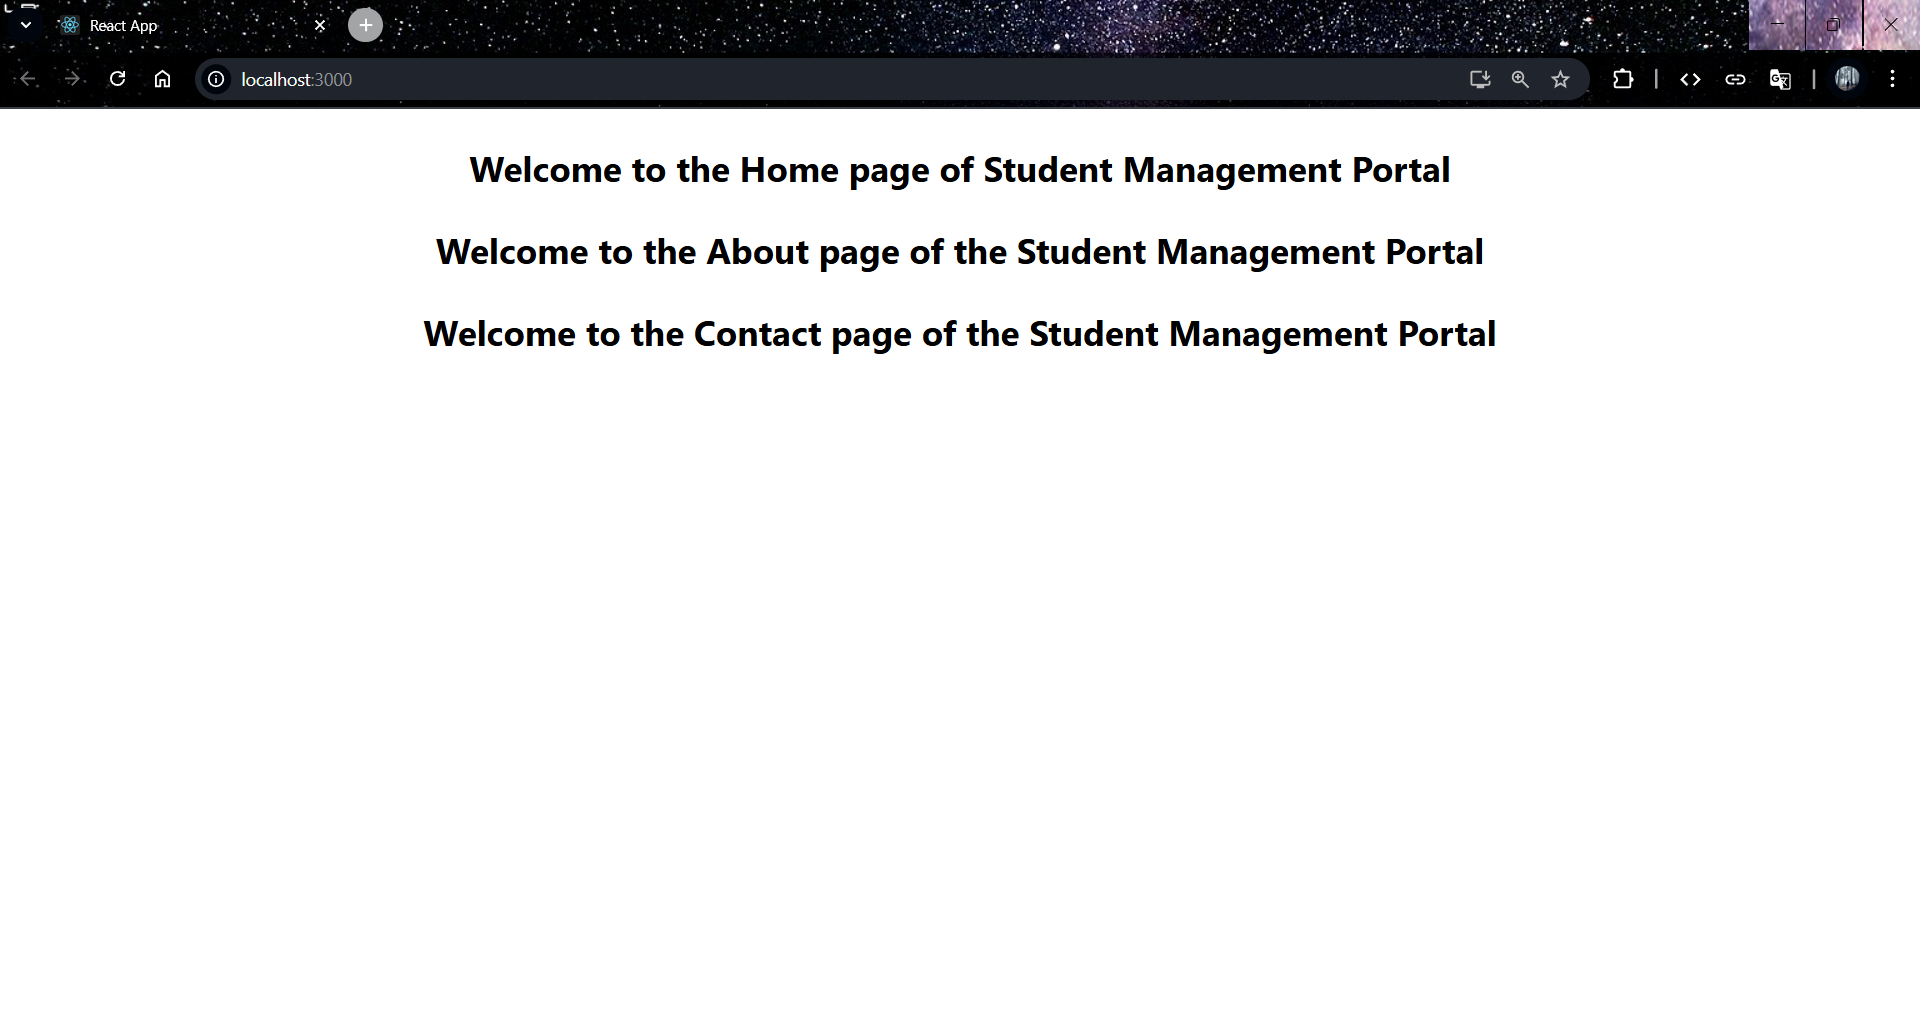 React App
localhost:3000
Welcome to the Home page of Student Management Portal
Welcome to the About page of the Student Management Portal
Welcome to the Contact page of the Student Management Portal